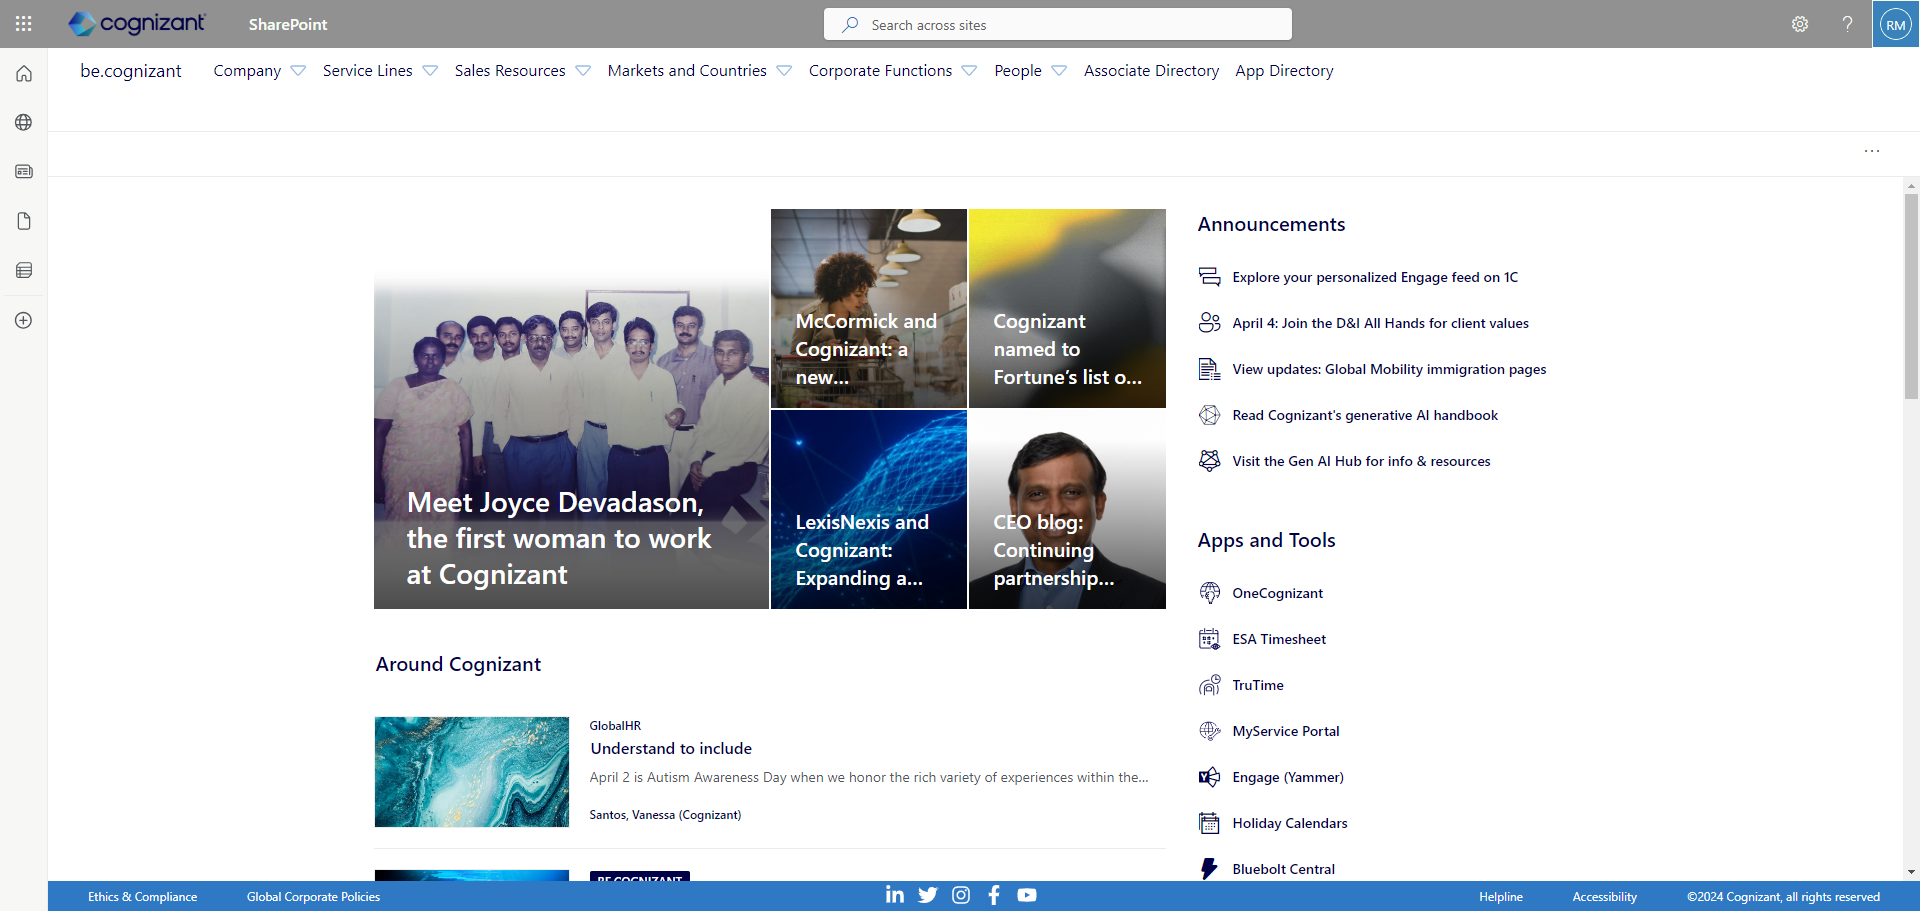 cognizant
SharePoint
Search across sites
RM
be.cognizant
Company
Service Lines
Sales Resources
Markets and Countries
Corporate Functions
People
Associate Directory
App Directory
Meet Joyce Devadason,
the first woman to work
at Cognizant
McCormick and
Cognizant: a
new...
Cognizant
named to
Fortune’s list o...
LexisNexis and
Cognizant:
Expanding a...
CEO blog:
Continuing
partnership...
Announcements
Explore your personalized Engage feed on 1C
April 4: Join the D&I All Hands for client values
View updates: Global Mobility immigration pages
Read Cognizant's generative AI handbook
Visit the Gen AI Hub for info & resources
Apps and Tools
OneCognizant
ESA Timesheet
TruTime
MyService Portal
Engage (Yammer)
Holiday Calendars
Bluebolt Central
Around Cognizant
GlobalHR
Understand to include
April 2 is Autism Awareness Day when we honor the rich variety of experiences within the...
Santos, Vanessa (Cognizant)
BE.COGNIZANT
Ethics & Compliance
Global Corporate Policies
Helpline
Accessibility
©2024 Cognizant, all rights reserved